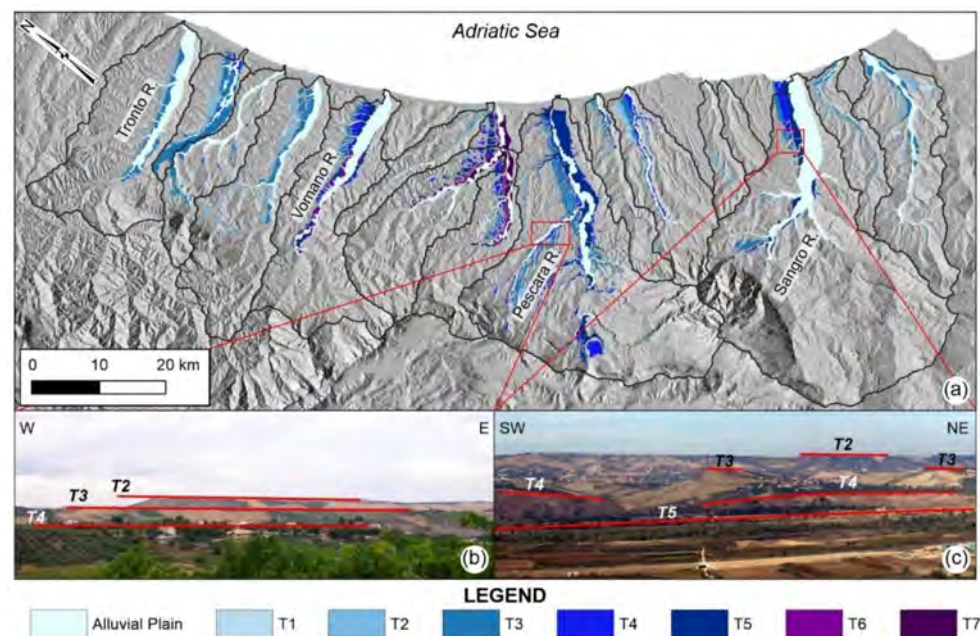 N
Adriatic Sea
Tronto R.
Vomano R.
Pescara R.
Sangro R.
0 10 20 km
(a)
W E
T2
T3
T4
(b)
SW NE
T2
T3 T3
T4 T4
T5
(c)
LEGEND
Alluvial Plain T1 T2 T3 T4 T5 T6 T7